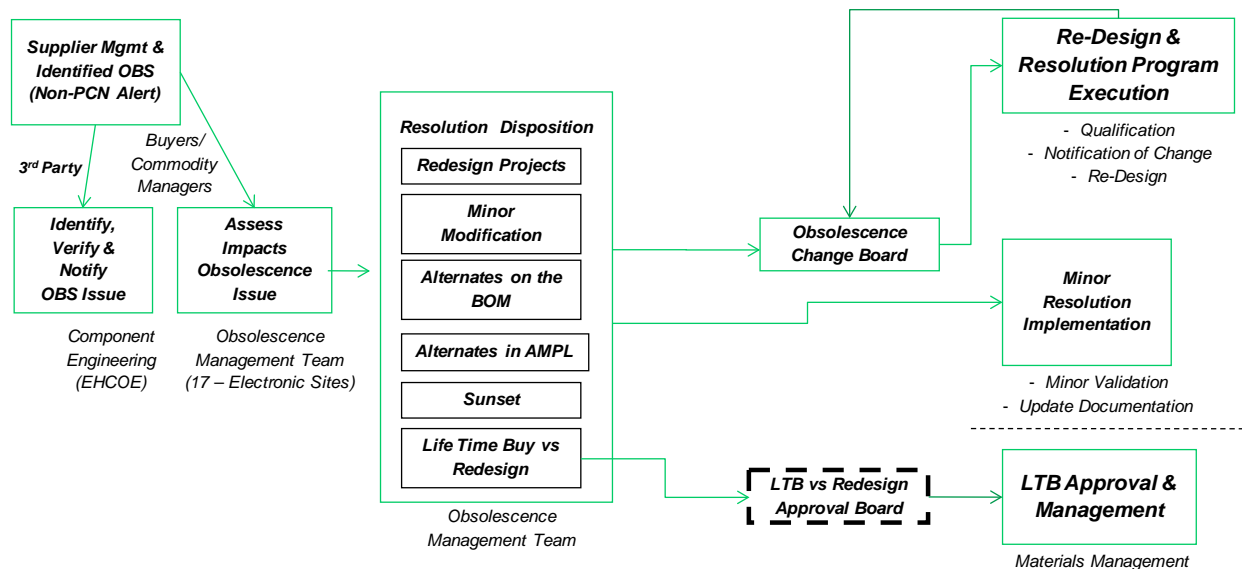 Supplier Mgmt &
Identified OBS
(Non-PCN Alert)
3rd Party
Buyers/
Commodity
Managers
Identify,
Verify &
Notify
OBS Issue
Component
Engineering
(EHCOE)
Assess
Impacts
Obsolescence
Issue
Obsolescence
Management Team
(17 – Electronic Sites)
Resolution Disposition
Redesign Projects
Minor
Modification
Alternates on the
BOM
Alternates in AMPL
Sunset
Life Time Buy vs
Redesign
Obsolescence
Management Team
Obsolescence
Change Board
Re-Design &
Resolution Program
Execution
- Qualification
- Notification of Change
- Re-Design
Minor
Resolution
Implementation
- Minor Validation
- Update Documentation
LTB vs Redesign
Approval Board
LTB Approval &
Management
Materials Management